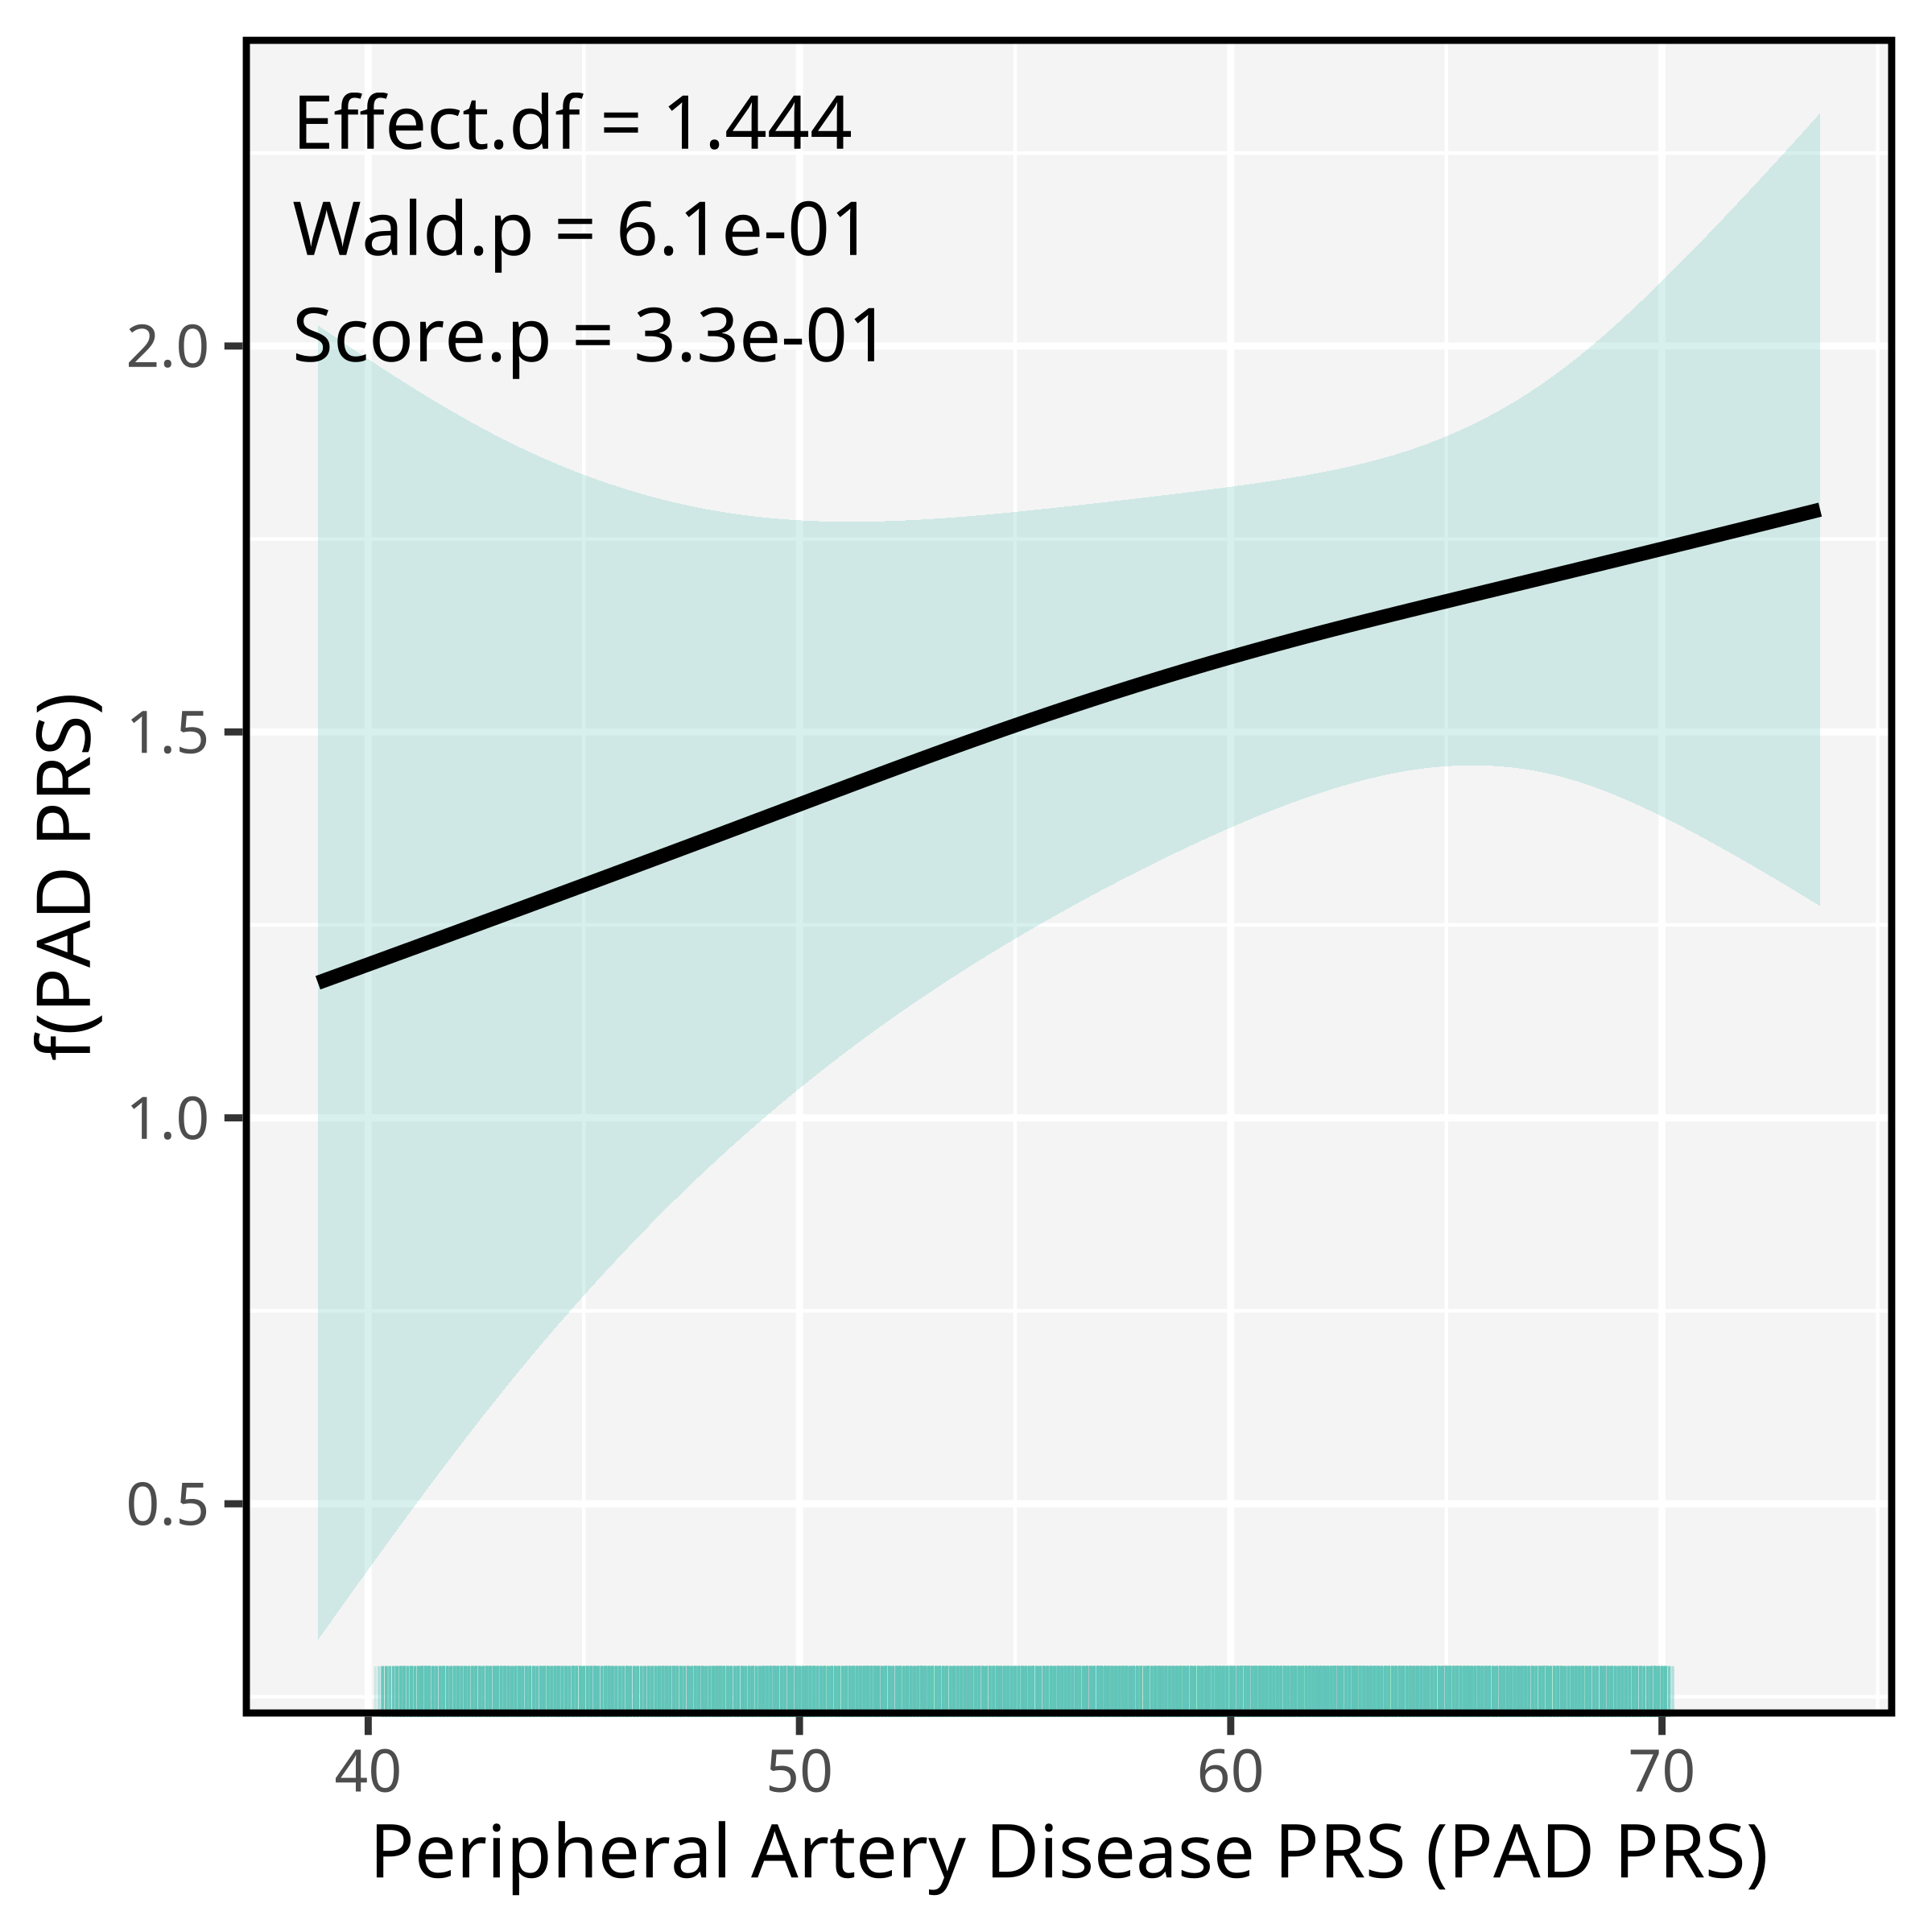 Effect.df = 1.444
Wald.p = 6.1e-01
Score.p = 3.3e-01
f(PAD PRS)
2.0
1.5
1.0
0.5
40 50 60 70
Peripheral Artery Disease PRS (PAD PRS)